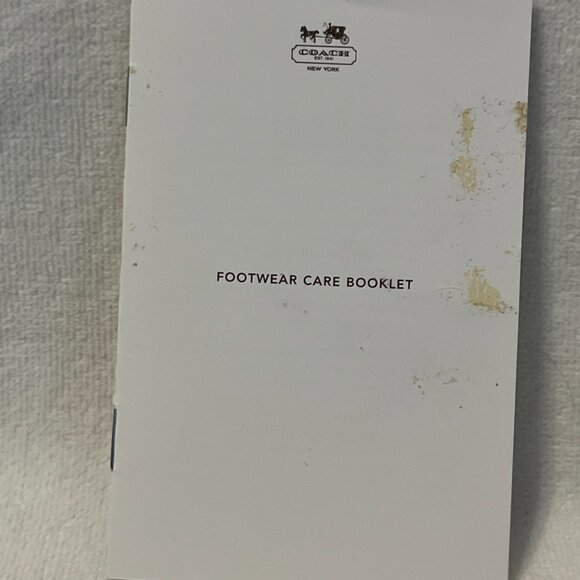 COACH
EST. 1941
NEW YORK
FOOTWEAR CARE BOOKLET